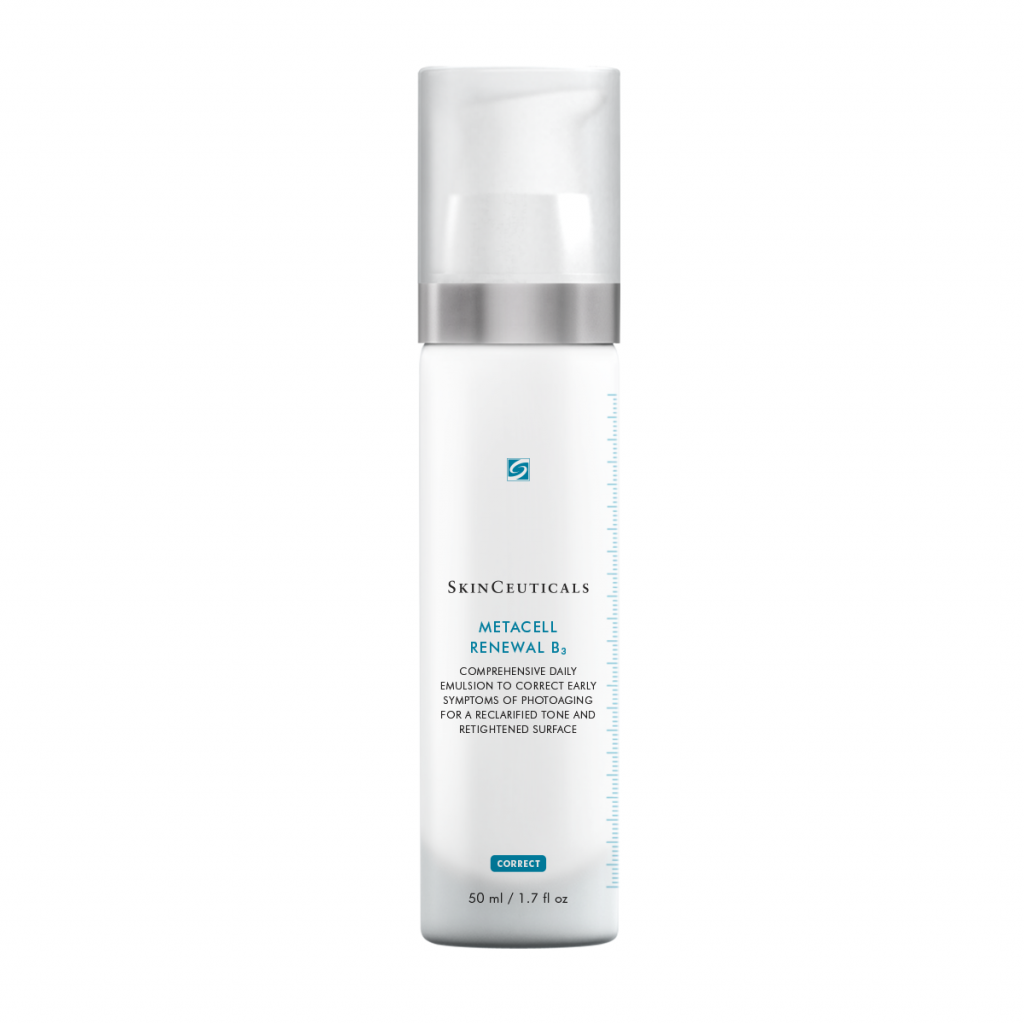 SKINCEUTICALS
METACELL
RENEWAL B₃
COMPREHENSIVE DAILY
EMULSION TO CORRECT EARLY
SYMPTOMS OF PHOTOAGING
FOR A RECLARIFIED TONE AND
RETIGHTENED SURFACE
CORRECT
50 ml / 1.7 fl oz